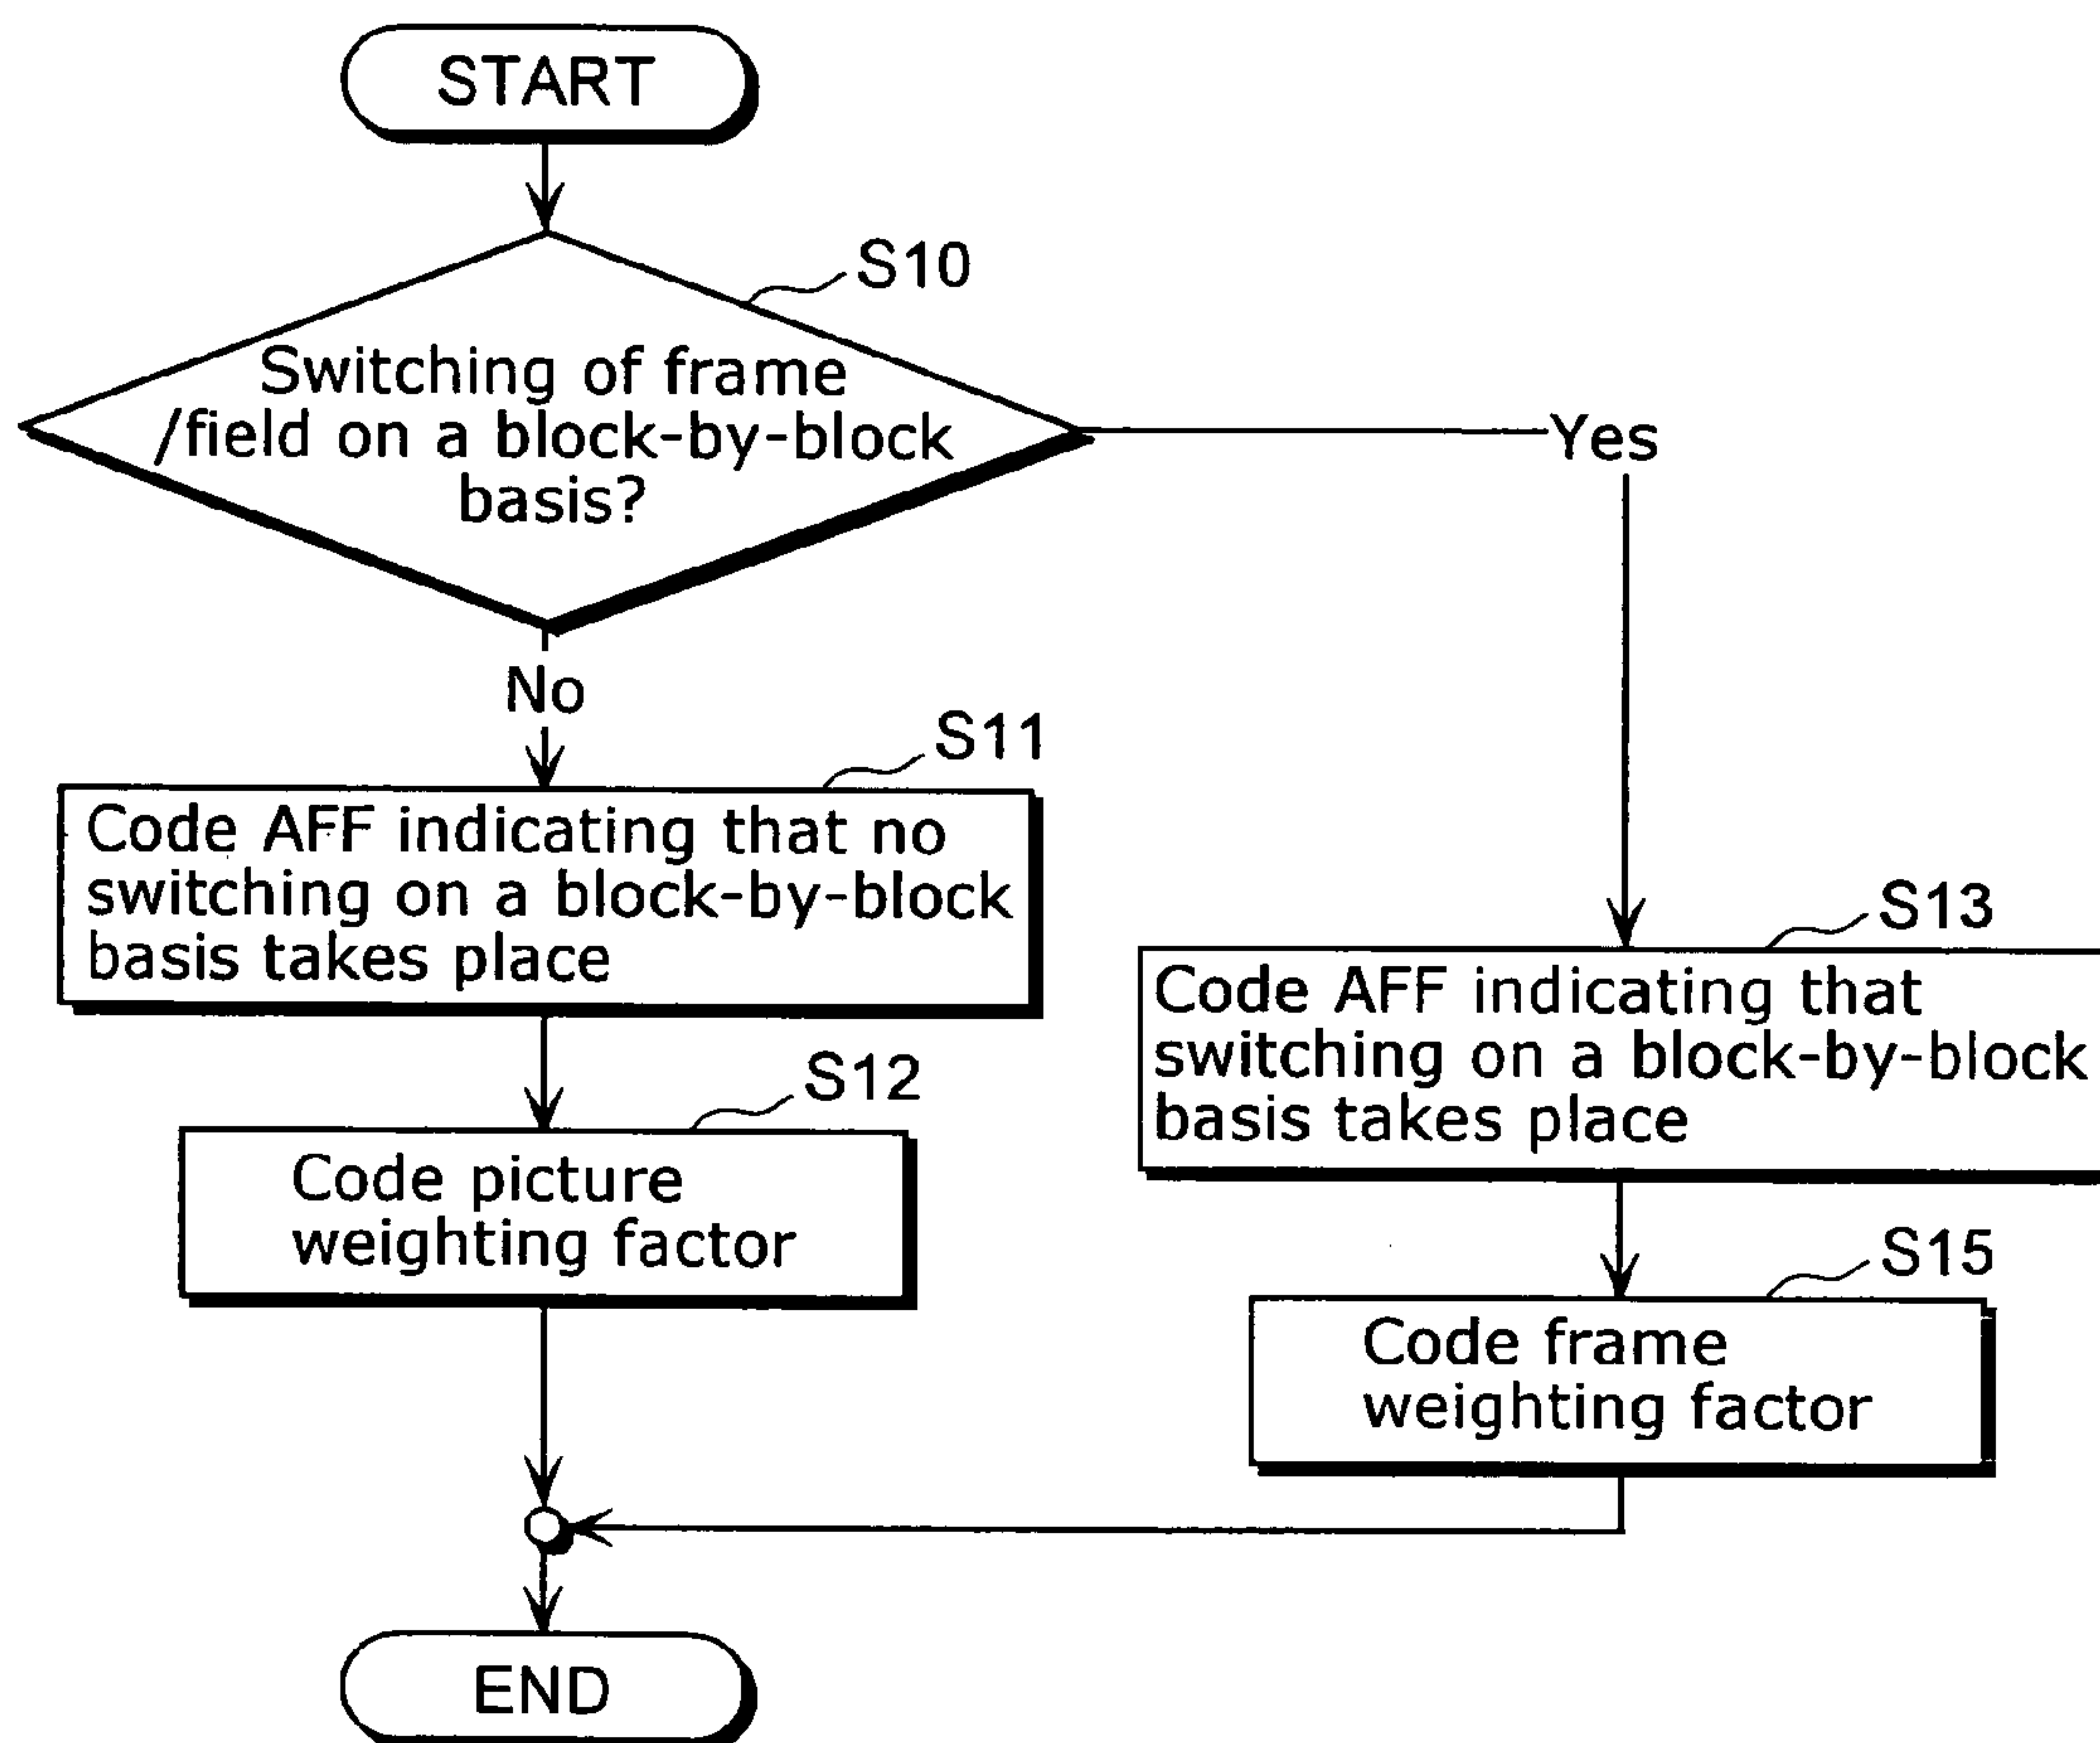 START
S10
Switching of frame
/field on a block-by-block
basis?
Yes
No
S11
Code AFF indicating that no
switching on a block-by-block
basis takes place
S13
Code AFF indicating that
switching on a block-by-block
basis takes place
S12
Code picture
weighting factor
S15
Code frame
weighting factor
END